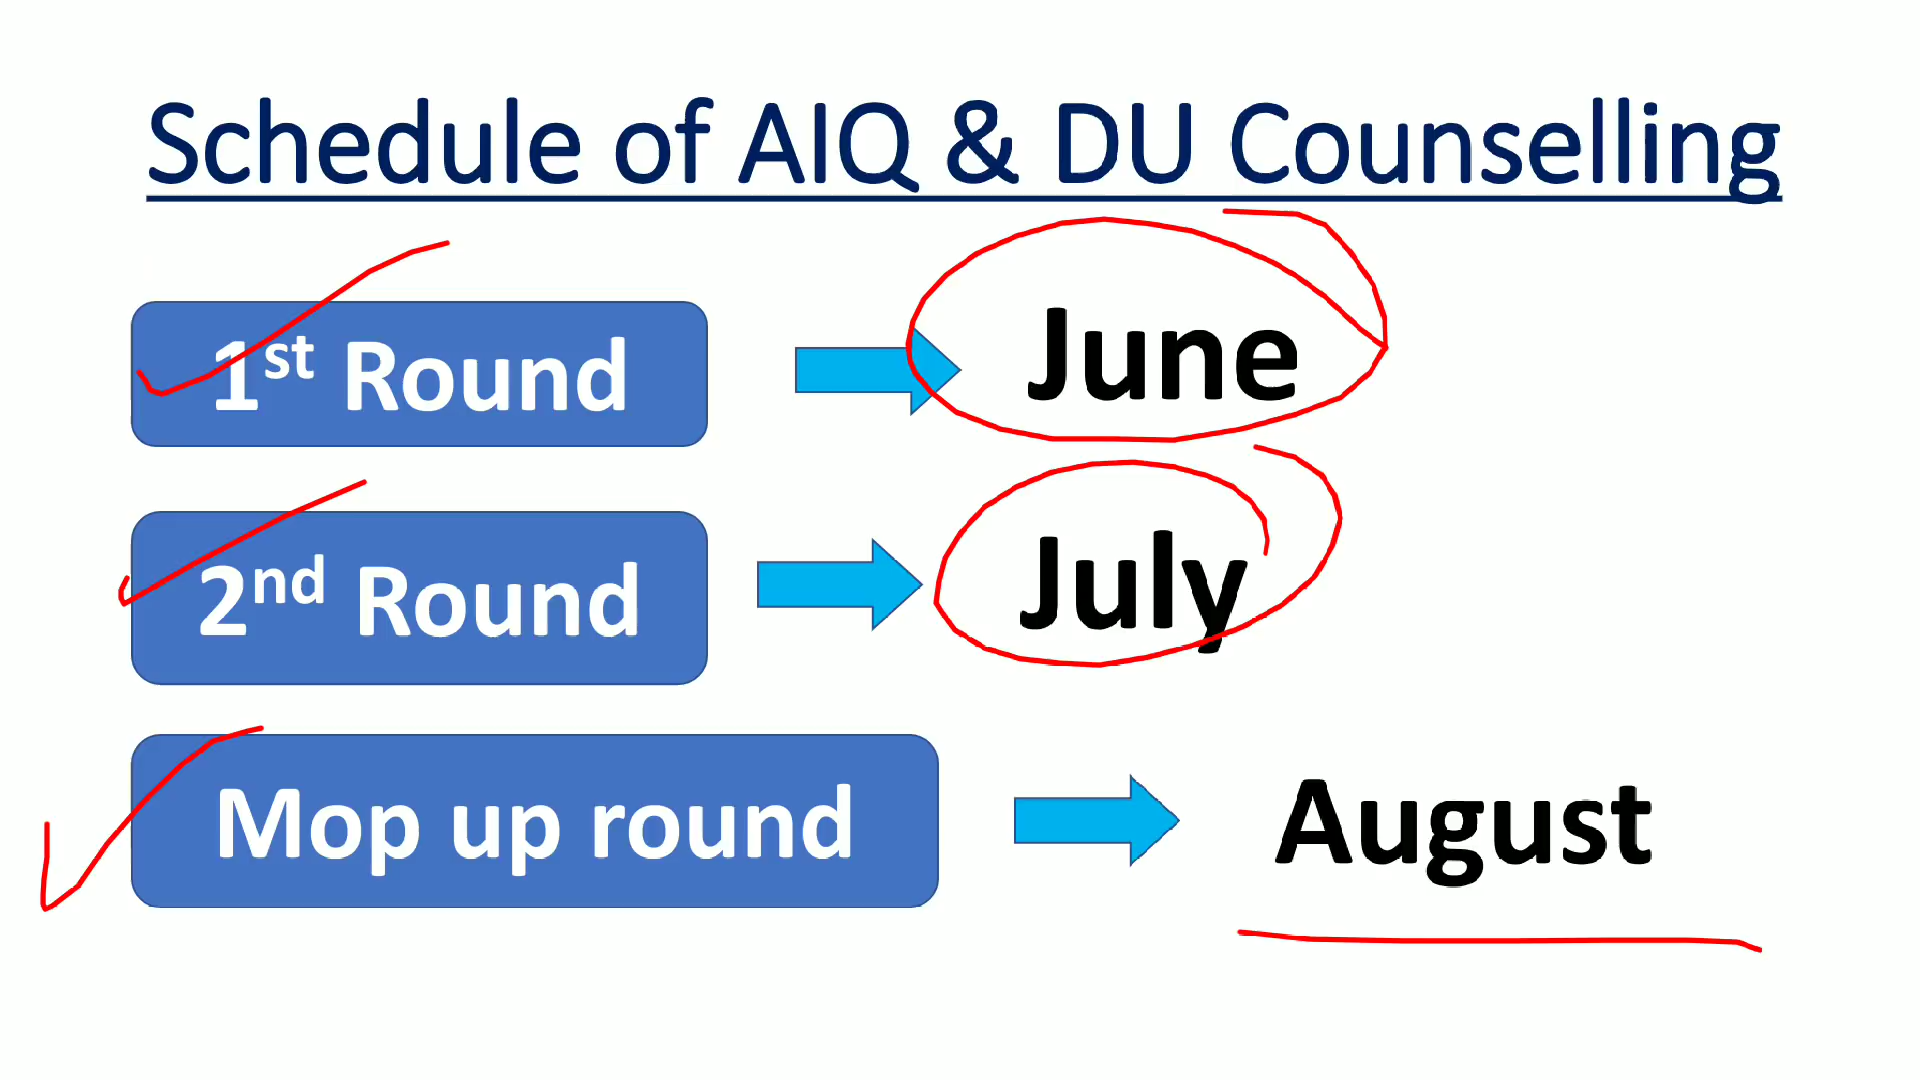 Schedule of AIQ & DU Counselling
1st Round June
2nd Round July
Mop up round August